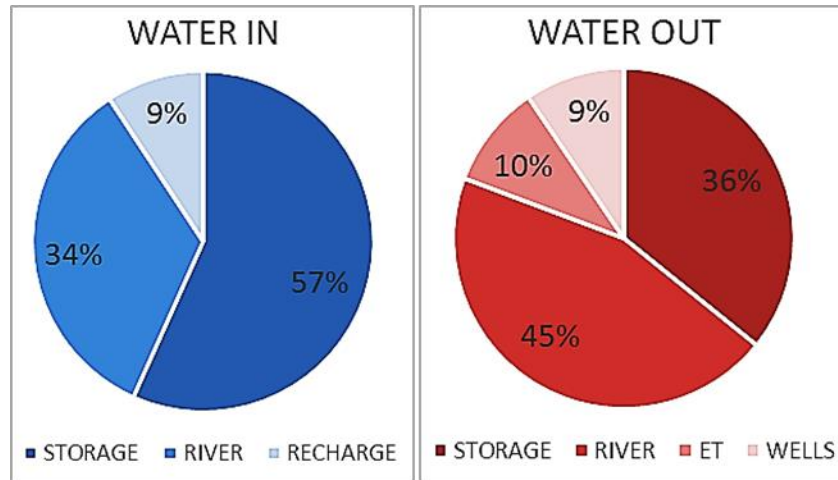 WATER IN
9%
34%
57%
STORAGE RIVER RECHARGE
WATER OUT
9%
10%
36%
45%
STORAGE RIVER ET WELLS